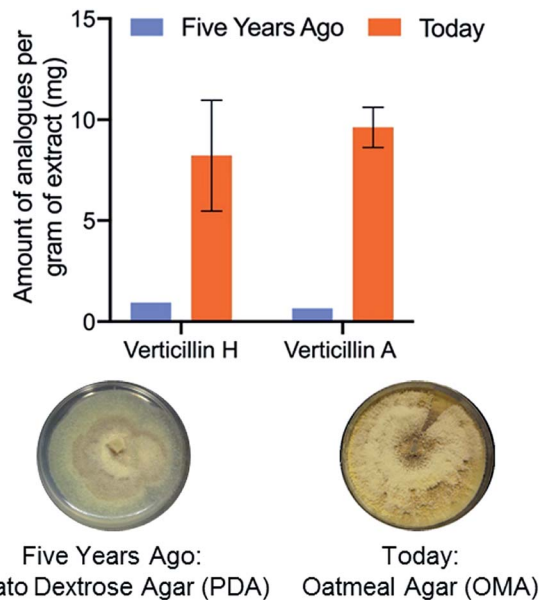 Amount of analogues per
gram of extract (mg)
15
10
5
0
Five Years Ago
Today
Verticillin H
Verticillin A
Five Years Ago:
ato Dextrose Agar (PDA)
Today:
Oatmeal Agar (OMA)